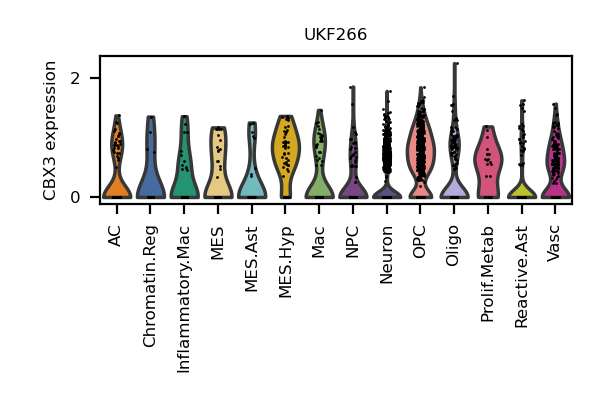 UKF266
CBX3 expression
2
0
AC
Chromatin.Reg
Inflammatory.Mac
MES
MES.Ast
MES.Hyp
Mac
NPC
Neuron
OPC
Oligo
Prolif.Metab
Reactive.Ast
Vasc